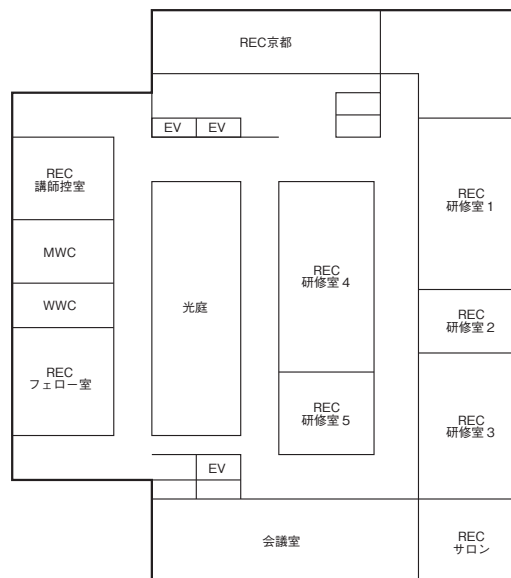 REC京都
EV
EV
REC
講師控室
MWC
WWC
REC
フェロー室
光庭
REC
研修室4
REC
研修室5
REC
研修室1
REC
研修室2
REC
研修室3
EV
会議室
REC
サロン